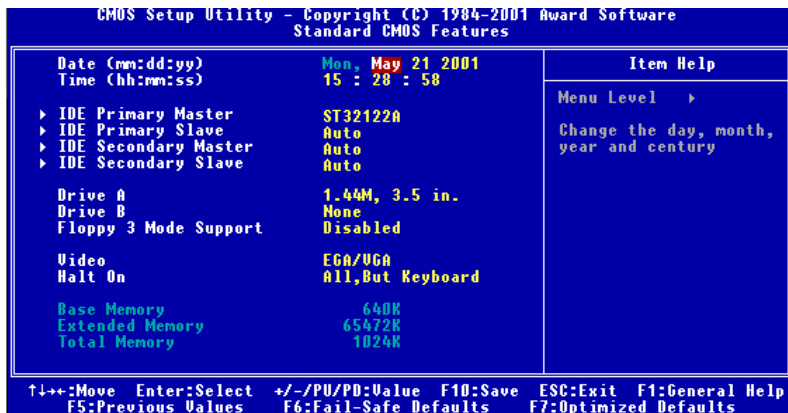 CMOS Setup Utility - Copyright (C) 1984-2001 Award Software
Standard CMOS Features
Date (mm:dd:yy) Mon, May 21 2001
Time (hh:mm:ss) 15 : 28 : 58
▶ IDE Primary Master ST32122A
▶ IDE Primary Slave Auto
▶ IDE Secondary Master Auto
▶ IDE Secondary Slave Auto
Drive A 1.44M, 3.5 in.
Drive B None
Floppy 3 Mode Support Disabled
Video EGA/VGA
Halt On All,But Keyboard
Base Memory 640K
Extended Memory 65472K
Total Memory 1024K
Item Help
Menu Level ▶
Change the day, month,
year and century
↑↓→←:Move Enter:Select +/-/PU/PD:Value F10:Save ESC:Exit F1:General Help
F5:Previous Values F6:Fail-Safe Defaults F7:Optimized Defaults